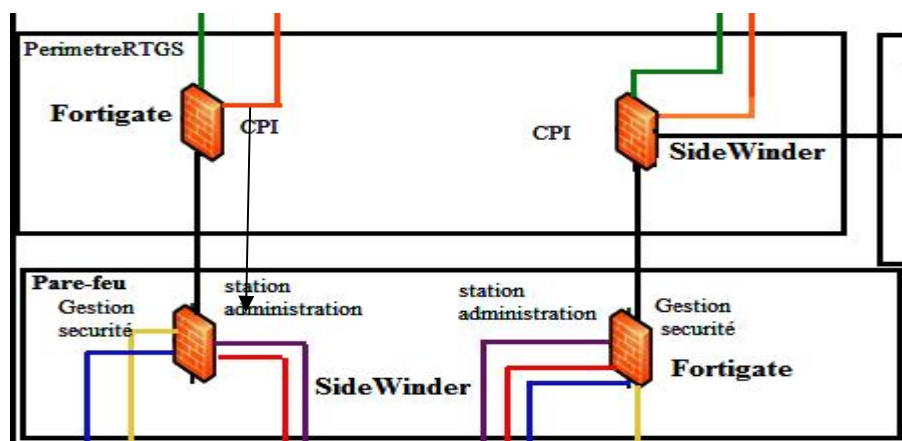 PerimetreRTGS
Fortigate
CPI
CPI
SideWinder
Pare-feu
Gestion
securité
station
administration
SideWinder
station
administration
Gestion
securité
Fortigate